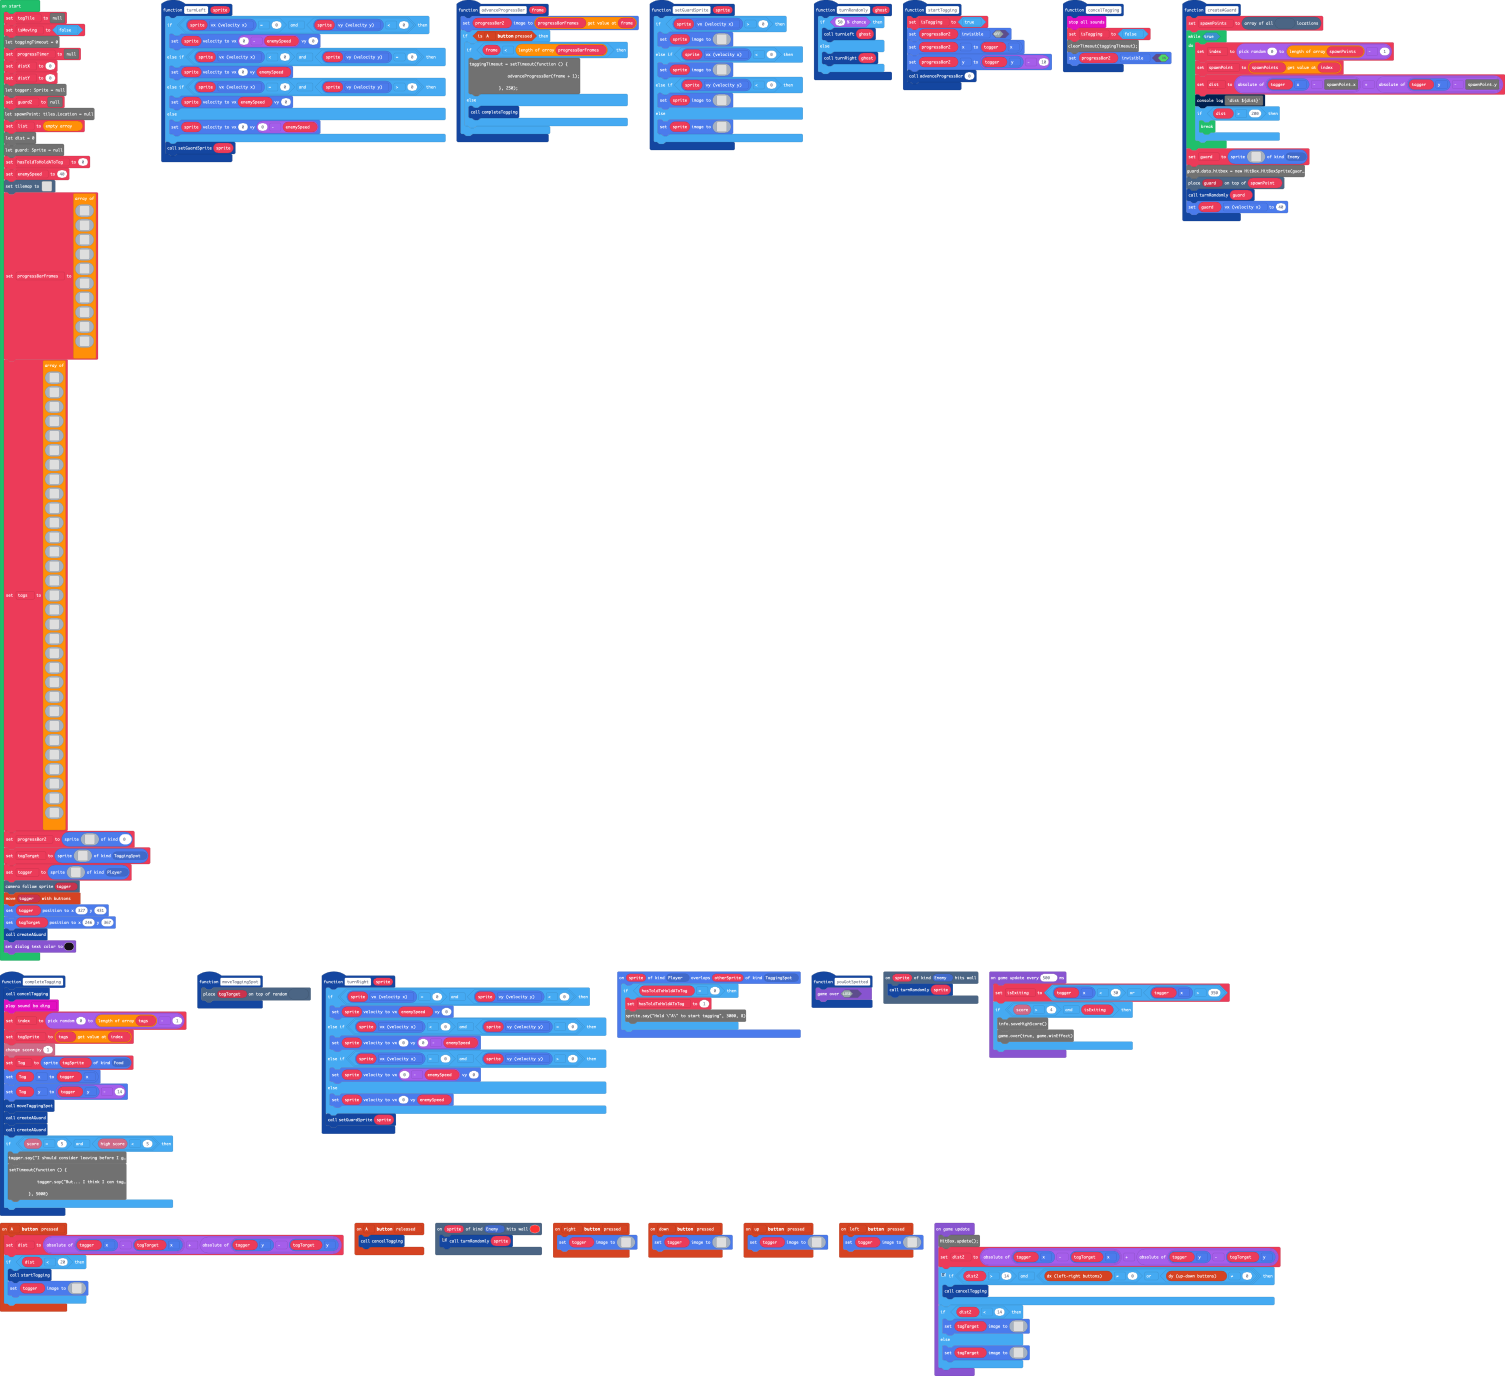 on start
set tagTile to null
set isMoving to false
let taggingTimeout = 0
set progressTimer to null
set distX to 0
set distY to 0
let tagger: Sprite = null
set guard2 to null
let spawnPoint: tiles.Location = null
set list to empty array
let dist = 0
let guard: Sprite = null
set hasToldToHoldAToTag to 0
set enemySpeed to 40
set tilemap to
array of
set progressBarFrames to
array of
set tags to
set progressBar2 to sprite of kind 0
set tagTarget to sprite of kind TaggingSpot
set tagger to sprite of kind Player
camera follow sprite tagger
move tagger with buttons
set tagger position to x y
set tagTarget position to x y
call createAGuard
set dialog text color to
function turnLeft sprite
if sprite vx (velocity x) = 0 and sprite vy (velocity y) 0 then
set sprite velocity to vx 0 - enemySpeed vy 0
else if sprite vx (velocity x) 0 and sprite vy (velocity y) 0 then
set sprite velocity to vx 0 vy enemySpeed
else if sprite vx (velocity x) 0 and sprite vy (velocity y) 0 then
set sprite velocity to vx enemySpeed vy 0
else
set sprite velocity to vx 0 vy 0 - enemySpeed
call setGuardSprite sprite
function advanceProgressBar frame
set progressBar2 image to progressBarFrames get value at frame
if is A button pressed then
if frame < length of array progressBarFrames then
taggingTimeout = setTimeout(function () {
advanceProgressBar(frame + 1);
}, 250);
else
call completeTagging
function setGuardSprite sprite
if sprite vx (velocity x) 0 then
set sprite image to
else if sprite vx (velocity x) 0 then
set sprite image to
else if sprite vy (velocity y) 0 then
set sprite image to
else
set sprite image to
function turnRandomly ghost
if 50 % chance then
call turnLeft ghost
else
call turnRight ghost
function startTagging
set isTagging to true
set progressBar2 invisible
set progressBar2 x to tagger x
set progressBar2 y to tagger y - 10
call advanceProgressBar 0
function cancelTagging
stop all sounds
set isTagging to false
clearTimeout(taggingTimeout);
set progressBar2 invisible
function createAGuard
set spawnPoints to array of all locations
while true
do
set index to pick random 0 to length of array spawnPoints - 1
set spawnPoint to spawnPoints get value at index
set dist to absolute of tagger x - spawnPoint.x + absolute of tagger y - spawnPoint.y
console log `dist ${dist}`
if dist > 200 then
break
set guard to sprite of kind Enemy
guard.data.hitbox = new HitBox.HitBoxSprite(guar…
place guard on top of spawnPoint
call turnRandomly guard
set guard vx (velocity x) to 40
function completeTagging
call cancelTagging
play sound ba ding
set index to pick random 0 to length of array tags - 1
set tagSprite to tags get value at index
change score by 1
set Tag to sprite tagSprite of kind Food
set Tag x to tagger x
set Tag y to tagger y - 14
call moveTaggingSpot
call createAGuard
call createAGuard
if score = and high score < then
tagger.say("I should consider leaving before I g…
setTimeout(function () {
tagger.say("But... I think I can tag…
}, 5000)
function moveTaggingSpot
place tagTarget on top of random
function turnRight sprite
if sprite vx (velocity x) 0 and sprite vy (velocity y) 0 then
set sprite velocity to vx enemySpeed vy 0
else if sprite vx (velocity x) 0 and sprite vy (velocity y) 0 then
set sprite velocity to vx 0 vy 0 - enemySpeed
else if sprite vx (velocity x) 0 and sprite vy (velocity y) 0 then
set sprite velocity to vx 0 - enemySpeed vy 0
else
set sprite velocity to vx 0 vy enemySpeed
call setGuardSprite sprite
on sprite of kind Player overlaps otherSprite of kind TaggingSpot
if hasToldToHoldAToTag = 0 then
set hasToldToHoldAToTag to 1
sprite.say("Hold \"A\" to start tagging", 5000, 0)
function youGotSpotted
game over
on sprite of kind Enemy hits wall
call turnRandomly sprite
on game update every 500 ms
set isExiting to tagger x < or tagger x >
if score > and isExiting then
info.saveHighScore()
game.over(true, game.winEffect)
on A button pressed
set dist to absolute of tagger x - tagTarget x + absolute of tagger y - tagTarget y
if dist < then
call startTagging
set tagger image to
on A button released
call cancelTagging
on sprite of kind Enemy hits wall
call turnRandomly sprite
on right button pressed
set tagger image to
on down button pressed
set tagger image to
on up button pressed
set tagger image to
on left button pressed
set tagger image to
on game update
HitBox.update();
set dist2 to absolute of tagger x - tagTarget x + absolute of tagger y - tagTarget y
if dist2 < 14 and dx (left-right buttons) 0 or dy (up-down buttons) 0 then
call cancelTagging
if dist2 < 14 then
set tagTarget image to
else
set tagTarget image to